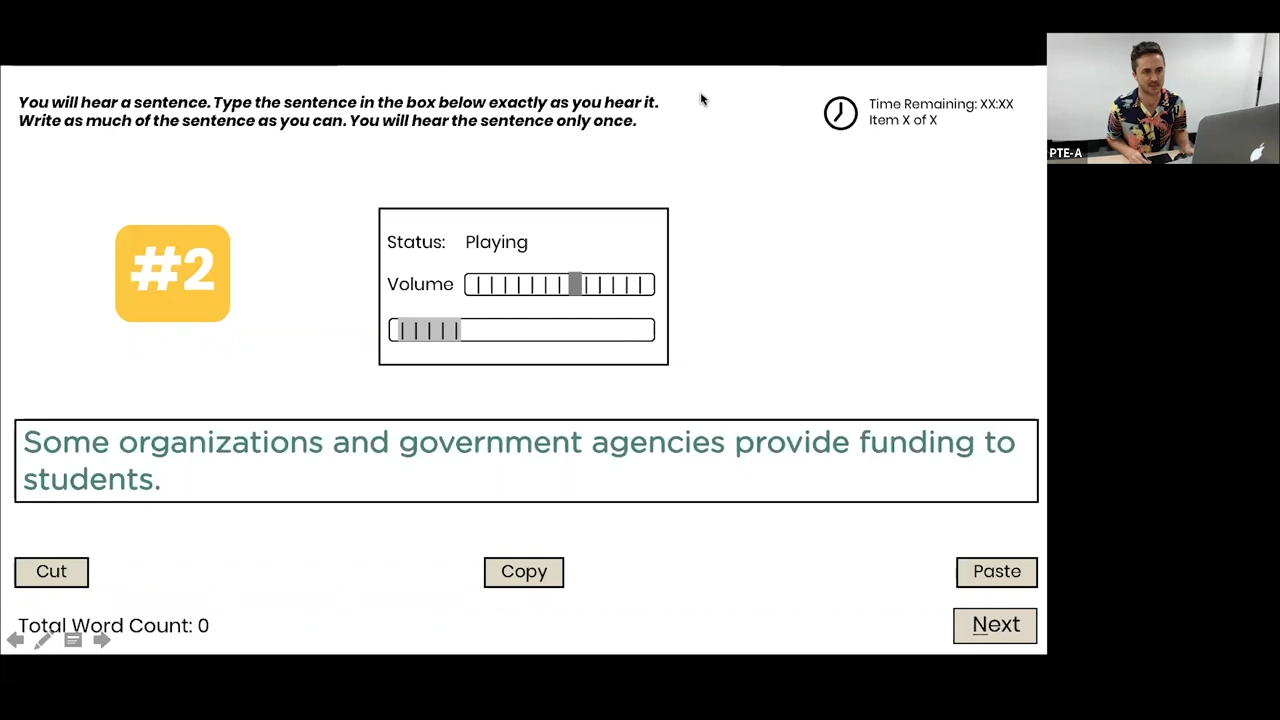 You will hear a sentence. Type the sentence in the box below exactly as you hear it.
Write as much of the sentence as you can. You will hear the sentence only once.
Time Remaining: XX:XX
Item X of X
PTE-A
#2
Status: Playing
Volume
Some organizations and government agencies provide funding to
students.
Cut
Copy
Paste
Total Word Count: 0
Next